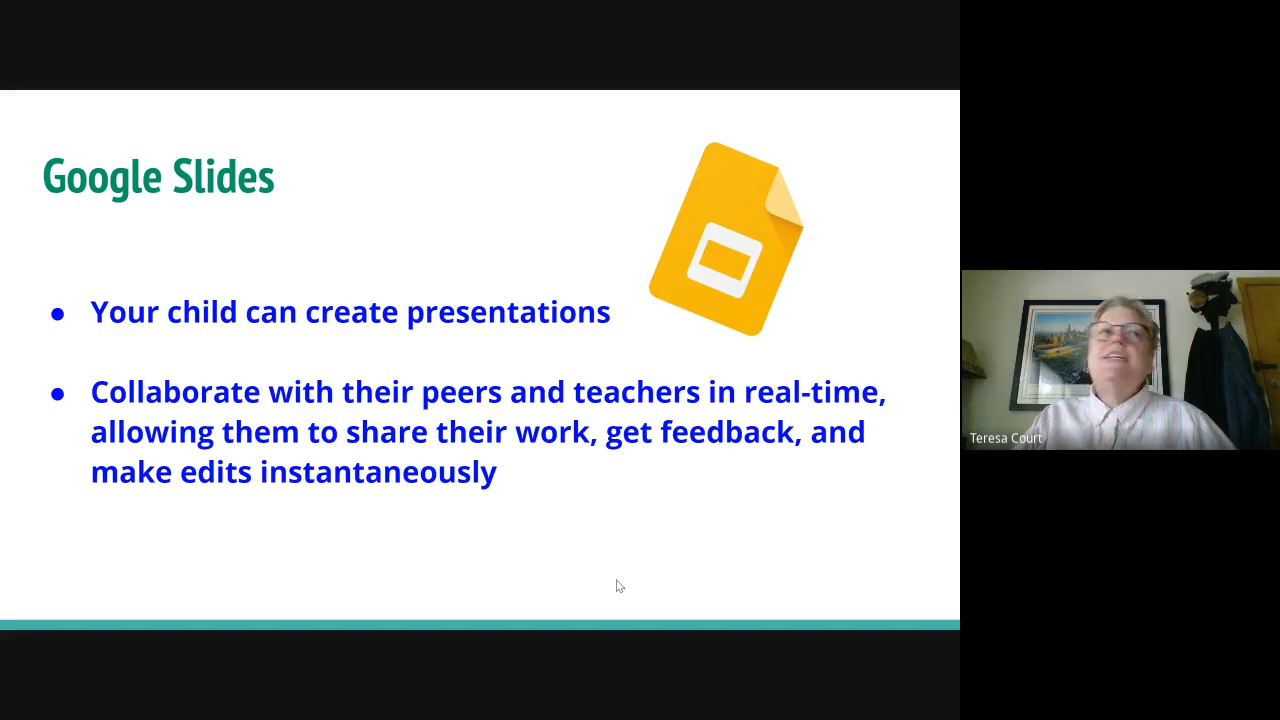 Google Slides
● Your child can create presentations
● Collaborate with their peers and teachers in real-time,
allowing them to share their work, get feedback, and
make edits instantaneously
Teresa Court